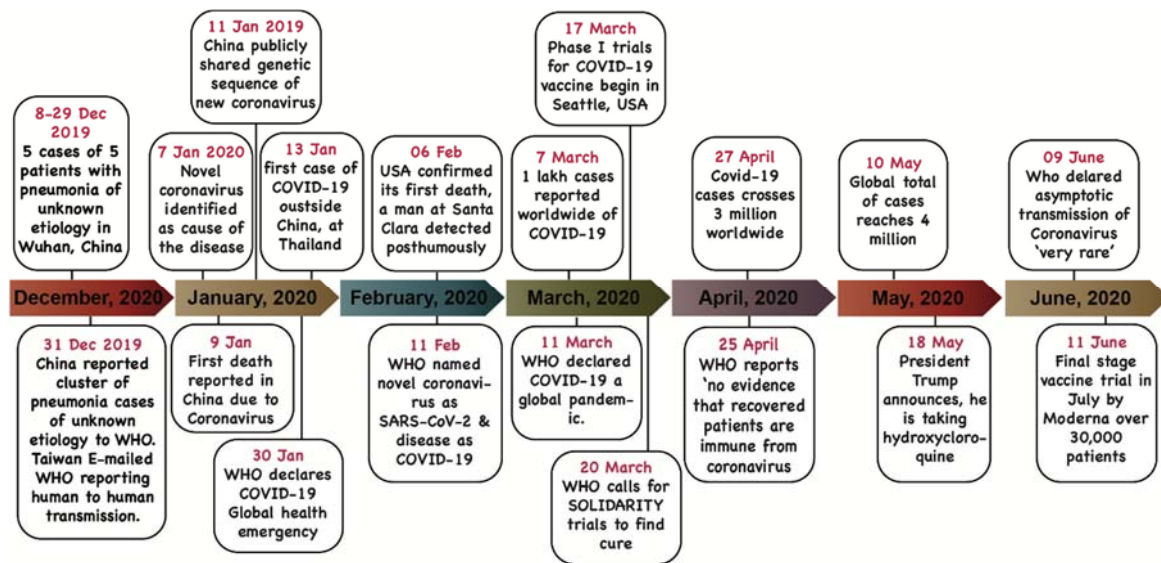 11 Jan 2019
China publicly
shared genetic
sequence of
new coronavirus
17 March
Phase I trials
for COVID-19
vaccine begin in
Seattle, USA
8-29 Dec
2019
5 cases of 5
patients with
pneumonia of
unknown
etiology in
Wuhan, China
7 Jan 2020
Novel
coronavirus
identified
as cause of
the disease
13 Jan
first case of
COVID-19
oustside
China, at
Thailand
06 Feb
USA confirmed
its first death,
a man at Santa
Clara detected
posthumously
7 March
1 lakh cases
reported
worldwide of
COVID-19
27 April
Covid-19
cases crosses
3 million
worldwide
10 May
Global total
of cases
reaches 4
million
09 June
Who delared
asymptotic
transmission of
Coronavirus
'very rare'
December, 2020
January, 2020
February, 2020
March, 2020
April, 2020
May, 2020
June, 2020
31 Dec 2019
China reported
cluster of
pneumonia cases
of unknown
etiology to WHO.
Taiwan E-mailed
WHO reporting
human to human
transmission.
9 Jan
First death
reported in
China due to
Coronavirus
30 Jan
WHO declares
COVID-19
Global health
emergency
11 Feb
WHO named
novel coronavi-
rus as
SARS-CoV-2 &
disease as
COVID-19
11 March
WHO declared
COVID-19 a
global pandem-
ic.
20 March
WHO calls for
SOLIDARITY
trials to find
cure
25 April
WHO reports
'no evidence
that recovered
patients are
immune from
coronavirus
18 May
President
Trump
announces, he
is taking
hydroxycloro-
quine
11 June
Final stage
vaccine trial in
July by
Moderna over
30,000
patients